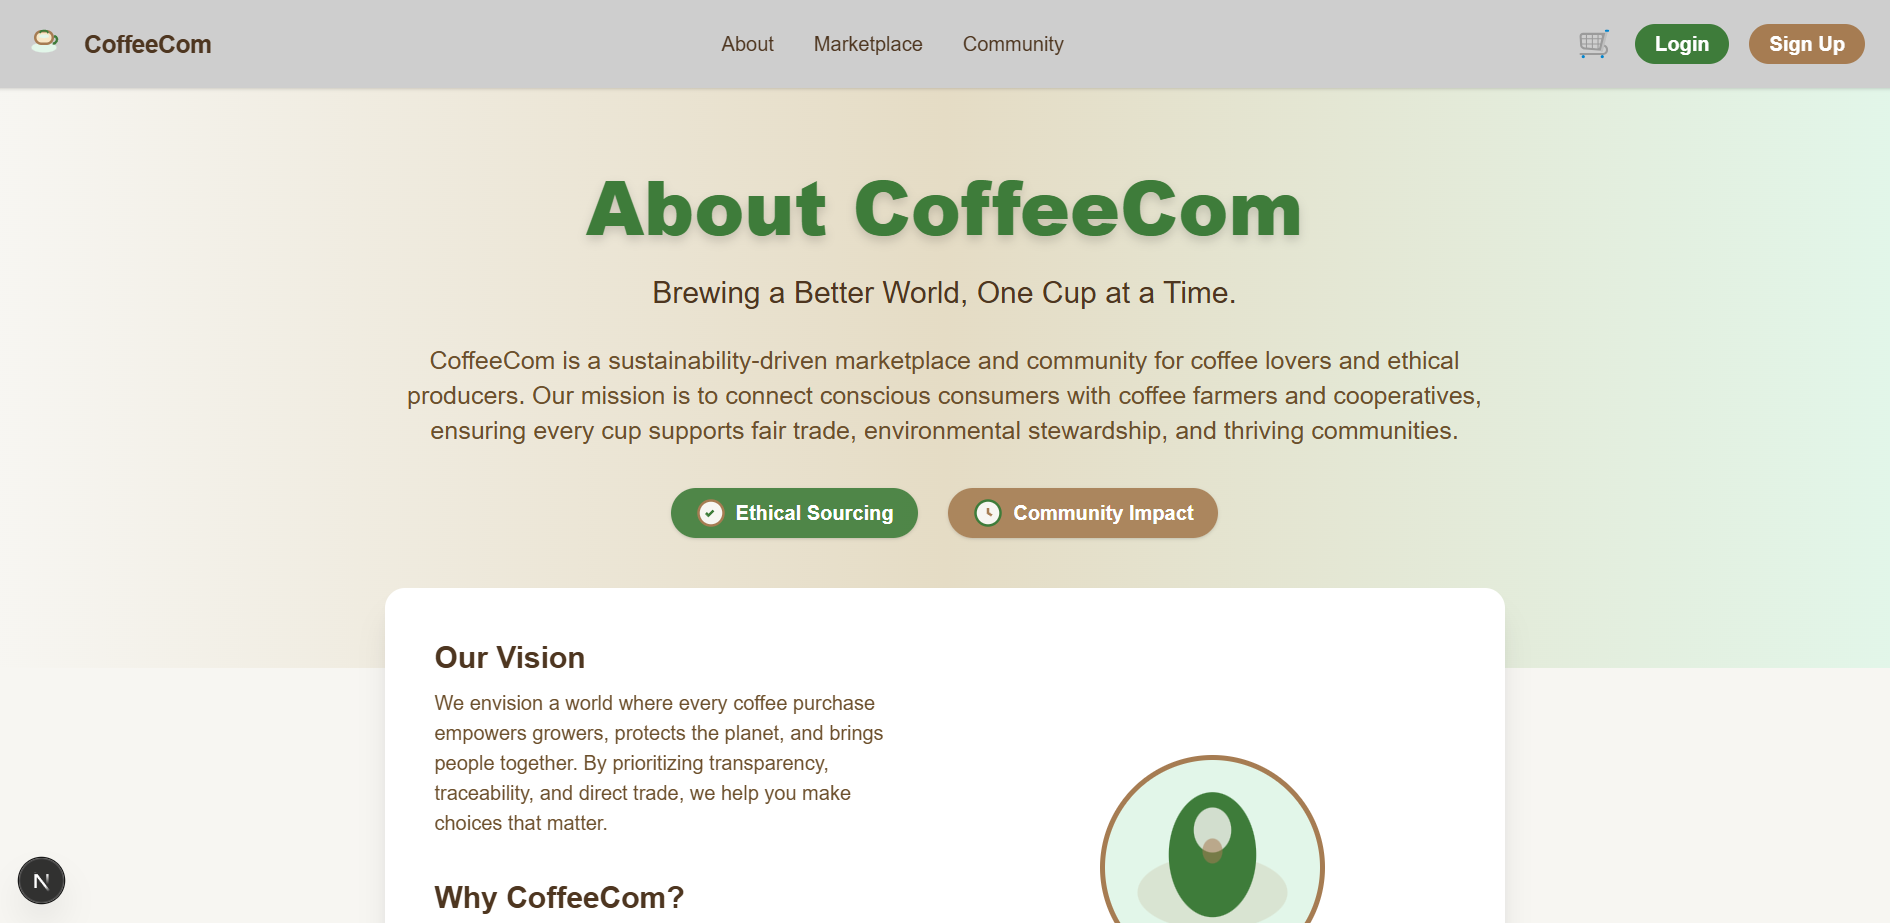 CoffeeCom
About
Marketplace
Community
Login
Sign Up
About CoffeeCom
Brewing a Better World, One Cup at a Time.
CoffeeCom is a sustainability-driven marketplace and community for coffee lovers and ethical
producers. Our mission is to connect conscious consumers with coffee farmers and cooperatives,
ensuring every cup supports fair trade, environmental stewardship, and thriving communities.
Ethical Sourcing
Community Impact
Our Vision
We envision a world where every coffee purchase
empowers growers, protects the planet, and brings
people together. By prioritizing transparency,
traceability, and direct trade, we help you make
choices that matter.
Why CoffeeCom?
N